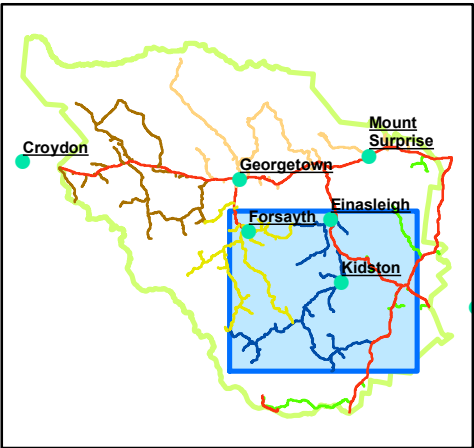 Mount
Surprise
Croydon
Georgetown
Einasleigh
Forsayth
Kidston